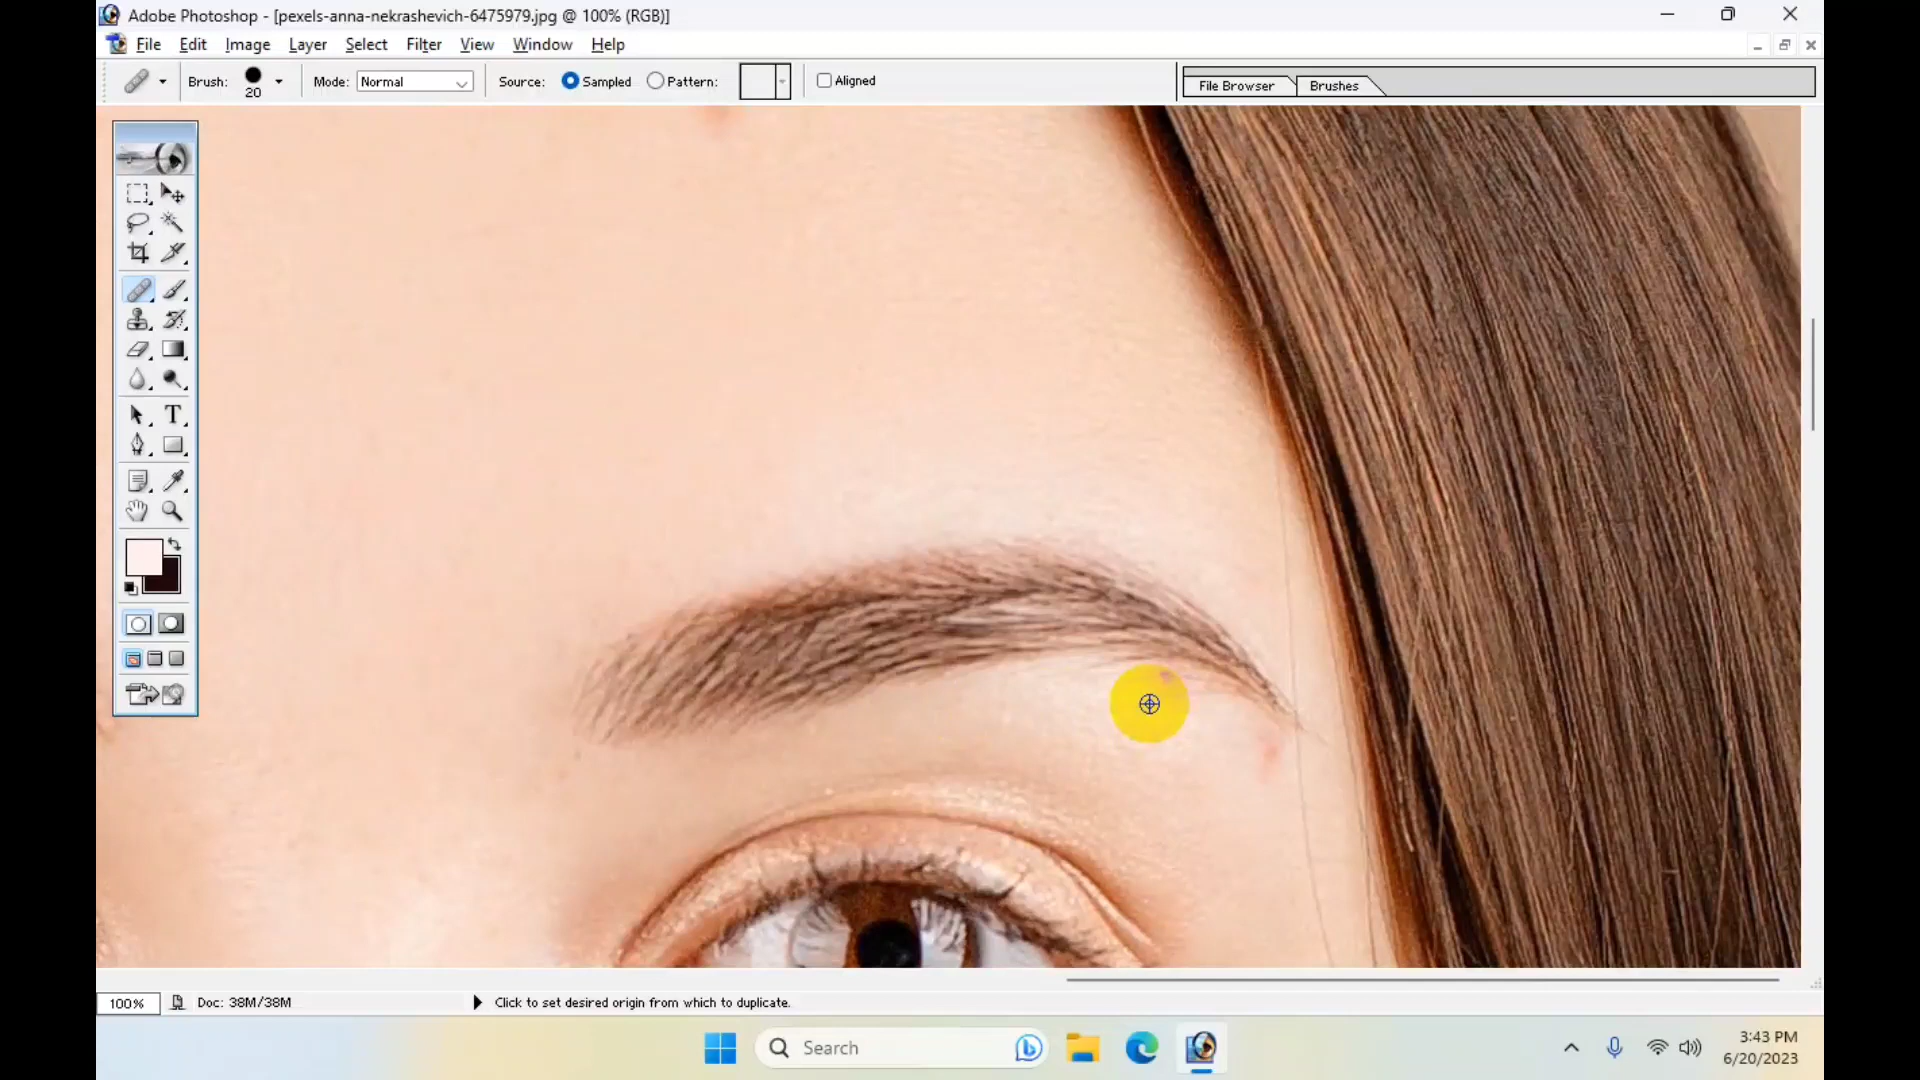 Adobe Photoshop - [pexels-anna-nekrashevich-6475979.jpg @ 100% (RGB)]
File Edit Image Layer Select Filter View Window Help
Brush: 20 Mode: Normal Source: Sampled Pattern: Aligned File Browser Brushes
T
100% Doc: 38M/38M Click to set desired origin from which to duplicate.
Search 3:43 PM
6/20/2023